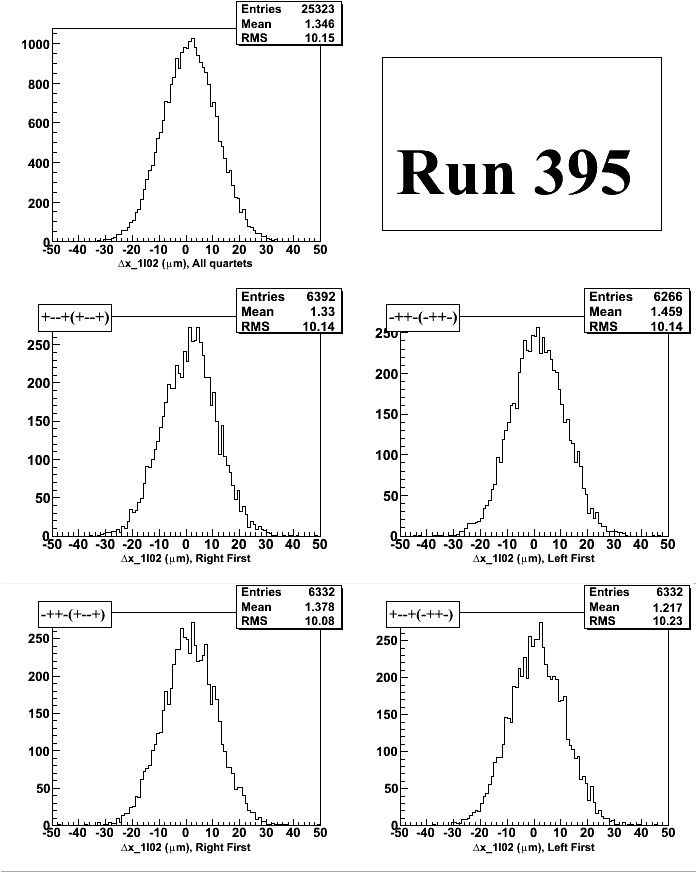 Entries 25323
Mean 1.346
RMS 10.15
1000
800
600
400
200
0
-50 -40 -30 -20 -10 0 10 20 30 40 50
Δx_1I02 (μm), All quartets
Run 395
+--+(+--+)
Entries 6392
Mean 1.33
RMS 10.14
250
200
150
100
50
0
-50 -40 -30 -20 -10 0 10 20 30 40 50
Δx_1I02 (μm), Right First
-++-(-++-)
Entries 6266
Mean 1.459
RMS 10.14
250
200
150
100
50
0
-50 -40 -30 -20 -10 0 10 20 30 40 50
Δx_1I02 (μm), Left First
-++-(+--+)
Entries 6332
Mean 1.378
RMS 10.08
250
200
150
100
50
0
-50 -40 -30 -20 -10 0 10 20 30 40 50
Δx_1I02 (μm), Right First
+--+(-++-)
Entries 6332
Mean 1.217
RMS 10.23
250
200
150
100
50
0
-50 -40 -30 -20 -10 0 10 20 30 40 50
Δx_1I02 (μm), Left First